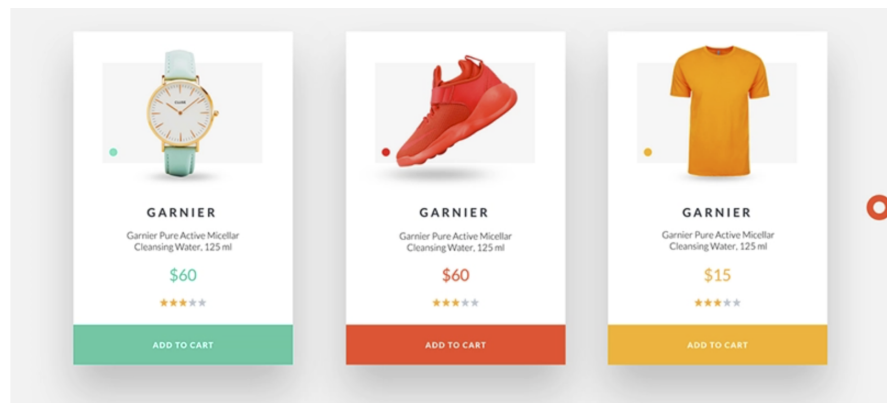 GARNIER
Garnier Pure Active Micellar
Cleansing Water, 125 ml
$60
ADD TO CART
GARNIER
Garnier Pure Active Micellar
Cleansing Water, 125 ml
$60
ADD TO CART
GARNIER
Garnier Pure Active Micellar
Cleansing Water, 125 ml
$15
ADD TO CART